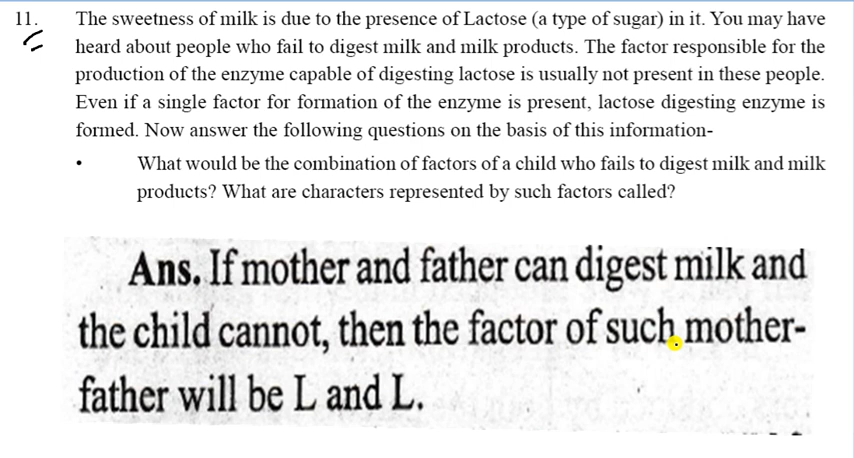 11. The sweetness of milk is due to the presence of Lactose (a type of sugar) in it. You may have
heard about people who fail to digest milk and milk products. The factor responsible for the
production of the enzyme capable of digesting lactose is usually not present in these people.
Even if a single factor for formation of the enzyme is present, lactose digesting enzyme is
formed. Now answer the following questions on the basis of this information-
• What would be the combination of factors of a child who fails to digest milk and milk
products? What are characters represented by such factors called?
Ans. If mother and father can digest milk and
the child cannot, then the factor of such mother-
father will be L and L.